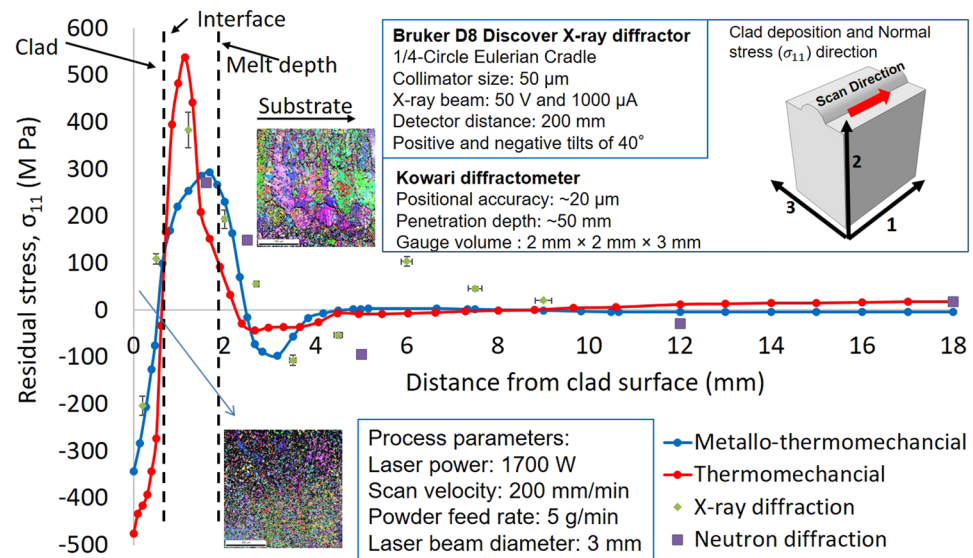 Interface
Clad
Melt depth
Substrate
Residual stress, σ11 (M Pa)
600
500
400
300
200
100
0
-100
-200
-300
-400
-500
0
2
4
6
8
10
12
14
16
18
Distance from clad surface (mm)
Bruker D8 Discover X-ray diffractor
1/4-Circle Eulerian Cradle
Collimator size: 50 µm
X-ray beam: 50 V and 1000 µA
Detector distance: 200 mm
Positive and negative tilts of 40°
Kowari diffractometer
Positional accuracy: ~20 µm
Penetration depth: ~50 mm
Gauge volume : 2 mm × 2 mm × 3 mm
Clad deposition and Normal
stress (σ11) direction
Scan Direction
2
3
1
Process parameters:
Laser power: 1700 W
Scan velocity: 200 mm/min
Powder feed rate: 5 g/min
Laser beam diameter: 3 mm
Metallo-thermomechancial
Thermomechancial
X-ray diffraction
Neutron diffraction